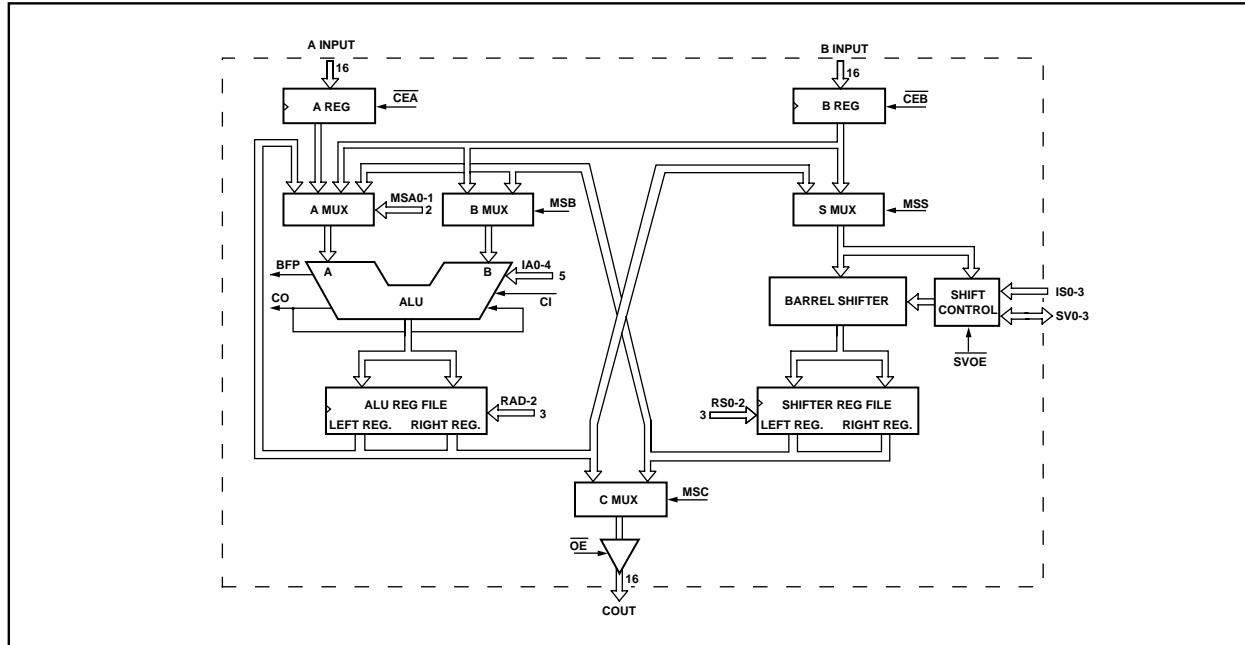 A INPUT
16
B INPUT
16
A REG
CEA
B REG
CEB
A MUX
MSA0-1
2
B MUX
MSB
S MUX
MSS
BFP
A
B
IA0-4
5
CO
ALU
CI
BARREL SHIFTER
SHIFT
CONTROL
IS0-3
SV0-3
SVOE
ALU REG FILE
LEFT REG. RIGHT REG.
RAD-2
3
RS0-2
3
SHIFTER REG FILE
LEFT REG. RIGHT REG.
C MUX
MSC
OE
16
COUT